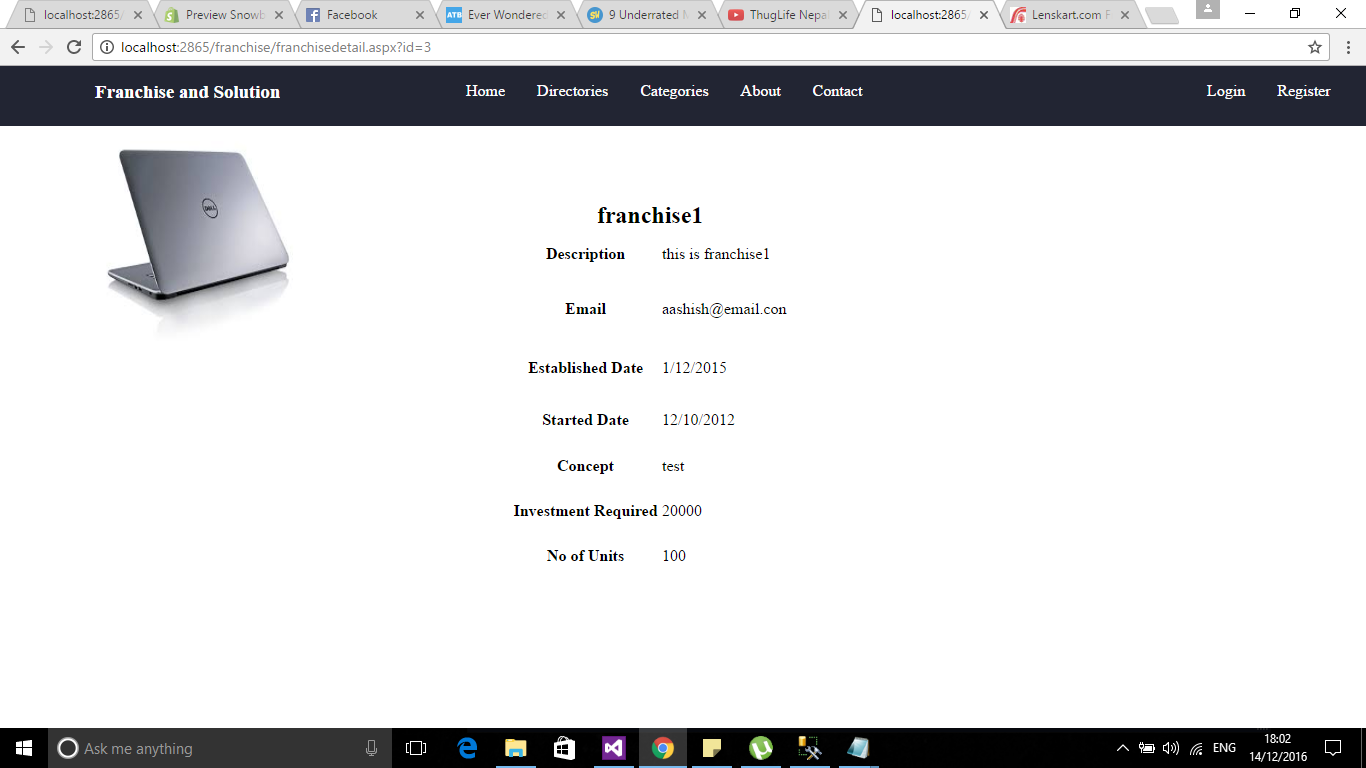 localhost:2865/ Preview Snowb Facebook Ever Wondered 9 Underrated M ThugLife Nepal localhost:2865/ Lenskart.com F
localhost:2865/franchise/franchisedetail.aspx?id=3
Franchise and Solution Home Directories Categories About Contact Login Register
DELL
franchise1
Description this is franchise1
Email aashish@email.con
Established Date 1/12/2015
Started Date 12/10/2012
Concept test
Investment Required 20000
No of Units 100
Ask me anything ENG 18:02
14/12/2016